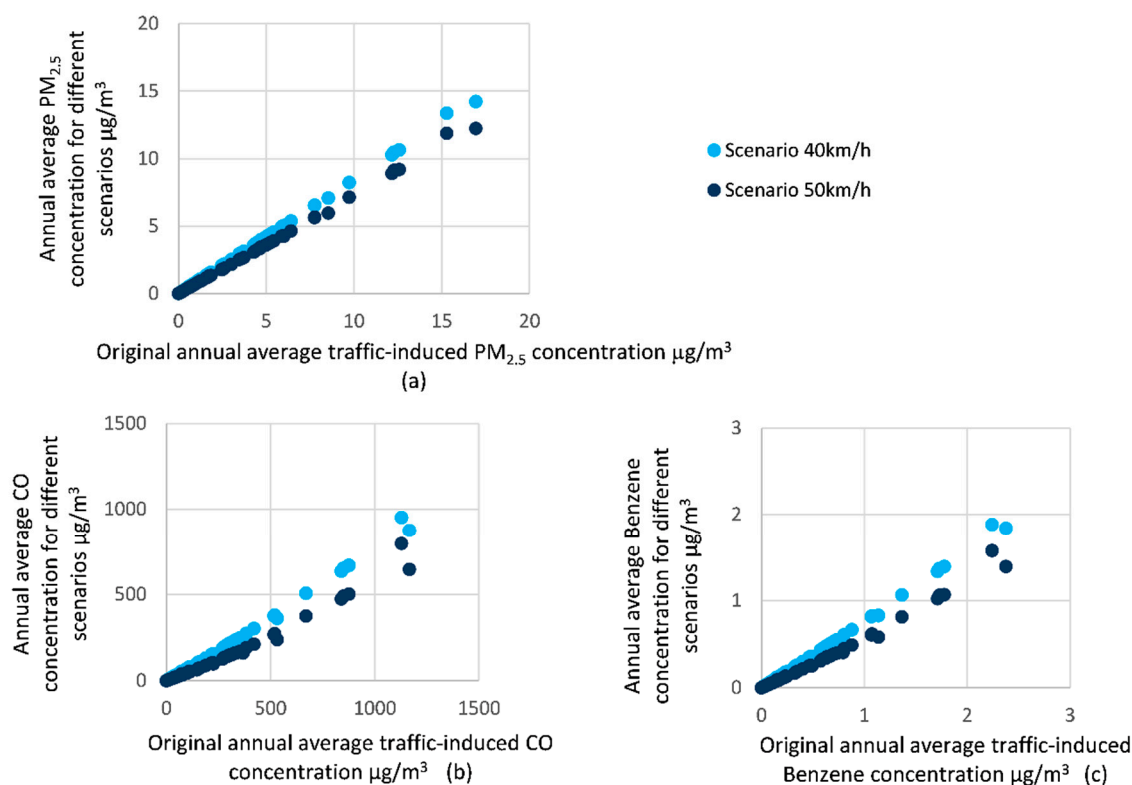 Annual average PM2.5
concentration for different
scenarios µg/m³
20
15
10
5
0
0 5 10 15 20
Original annual average traffic-induced PM2.5 concentration µg/m³
(a)
Scenario 40km/h
Scenario 50km/h
Annual average CO
concentration for different
scenarios µg/m³
1500
1000
500
0
0 500 1000 1500
Original annual average traffic-induced CO
concentration µg/m³ (b)
Annual average Benzene
concentration for different
scenarios µg/m³
3
2
1
0
0 1 2 3
Original annual average traffic-induced
Benzene concentration µg/m³ (c)